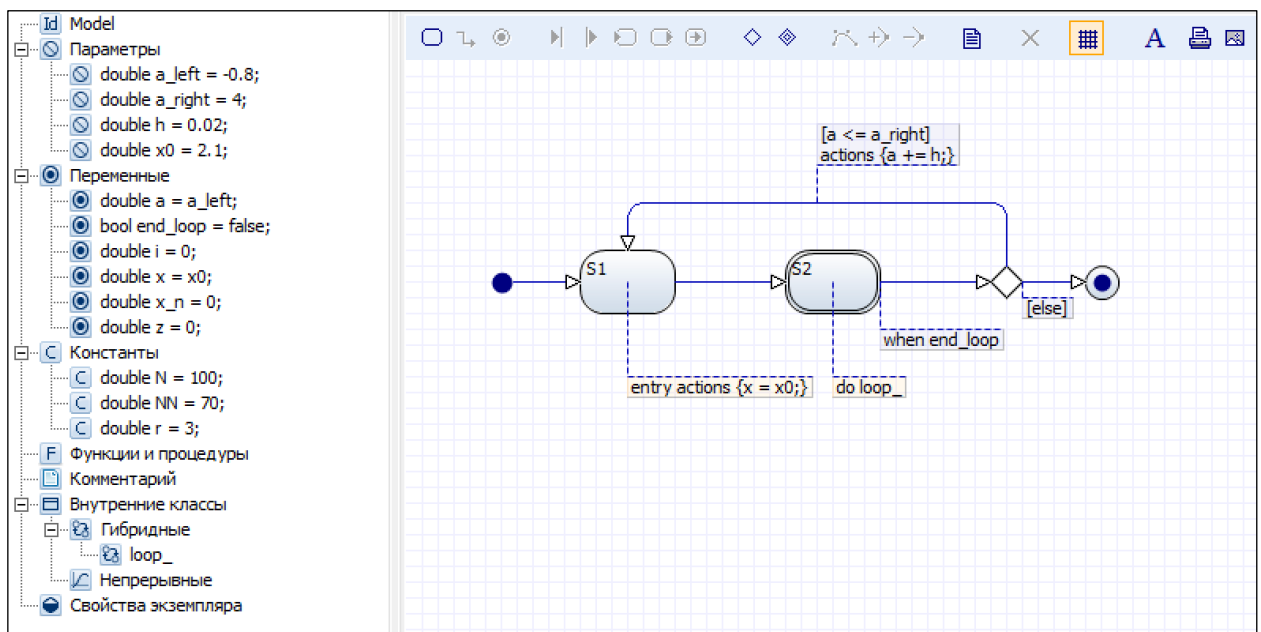 Id Model
Параметры
double a_left = -0.8;
double a_right = 4;
double h = 0.02;
double x0 = 2.1;
Переменные
double a = a_left;
bool end_loop = false;
double i = 0;
double x = x0;
double x_n = 0;
double z = 0;
C Константы
C double N = 100;
C double NN = 70;
C double r = 3;
F Функции и процедуры
Комментарий
Внутренние классы
Гибридные
loop_
Непрерывные
Свойства экземпляра
A
[a <= a_right]
actions {a += h;}
S1
S2
[else]
when end_loop
entry actions {x = x0;}
do loop_